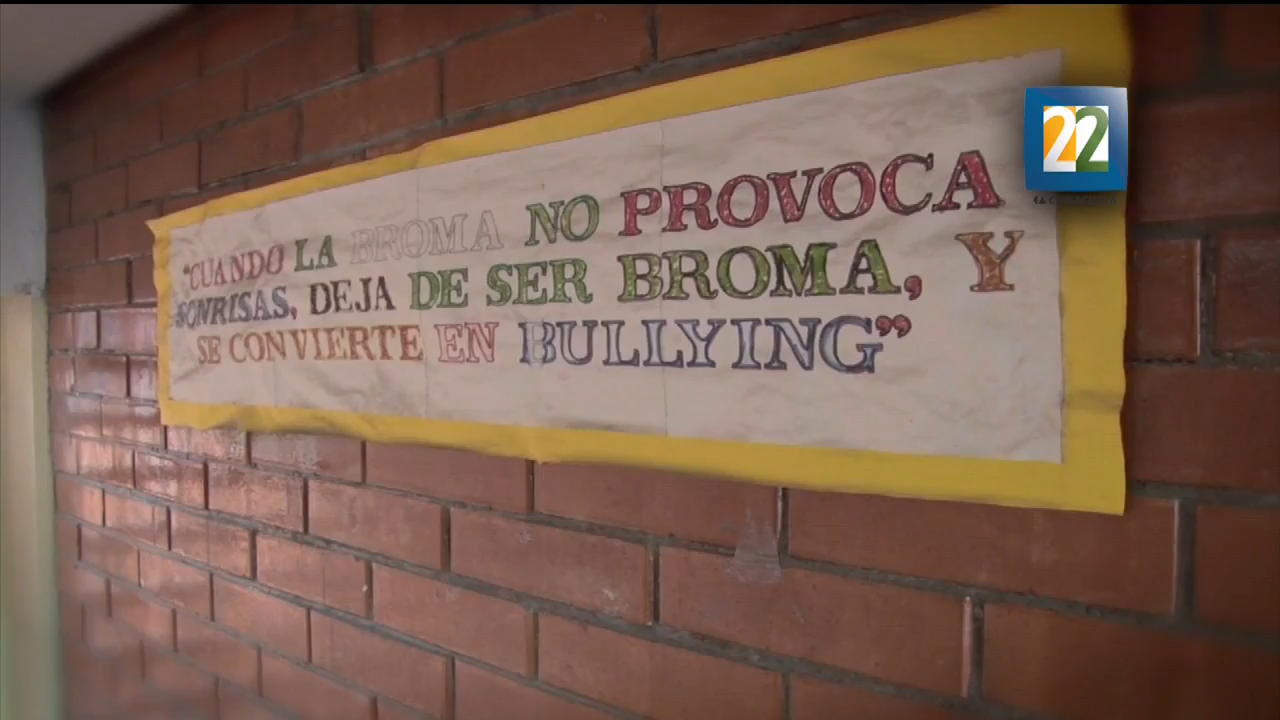 22
"CUANDO LA BROMA NO PROVOCA
SONRISAS, DEJA DE SER BROMA, Y
SE CONVIERTE EN BULLYING"